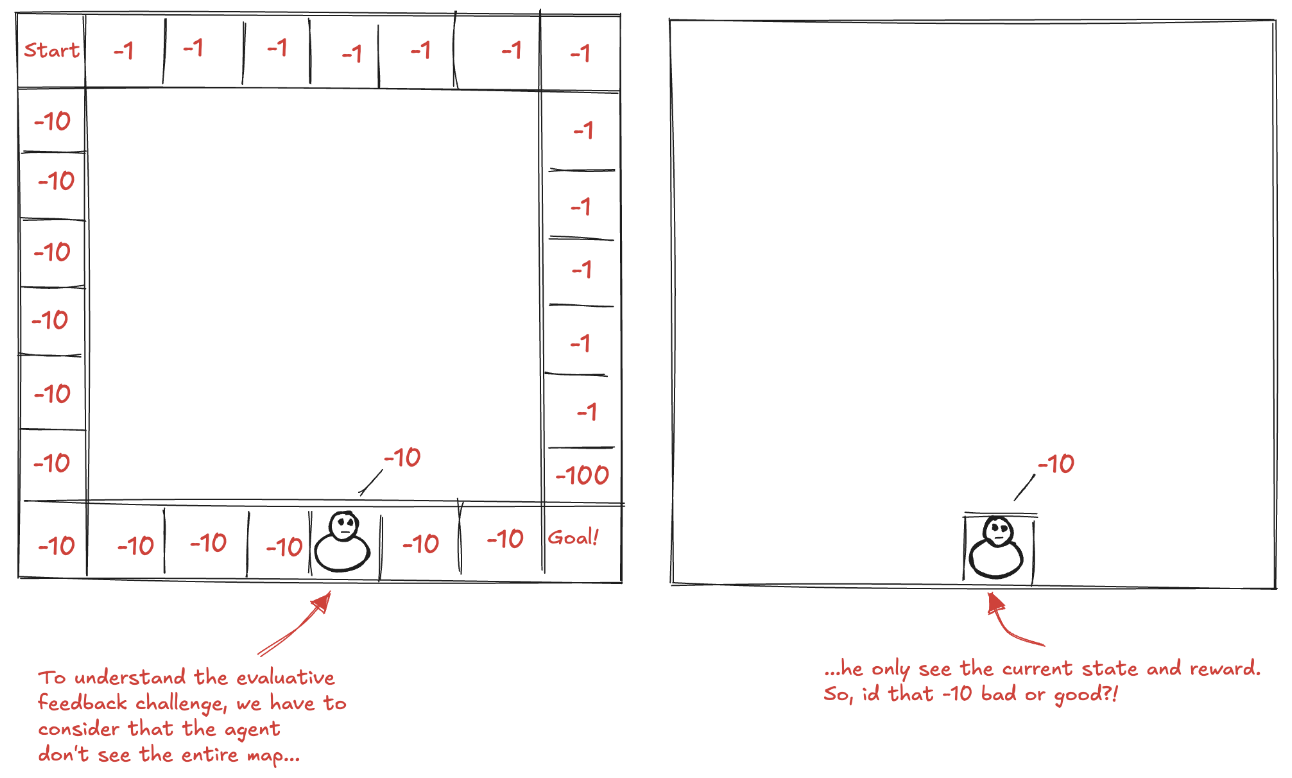 Start -1 -1 -1 -1 -1 -1 -1
-10 -1
-10 -1
-10 -1
-10 -1
-10 -1
-10 -100
-10
-10 -10 -10 -10 -10 -10 Goal!
To understand the evaluative
feedback challenge, we have to
consider that the agent
don't see the entire map...
-10
...he only see the current state and reward.
So, id that -10 bad or good?!